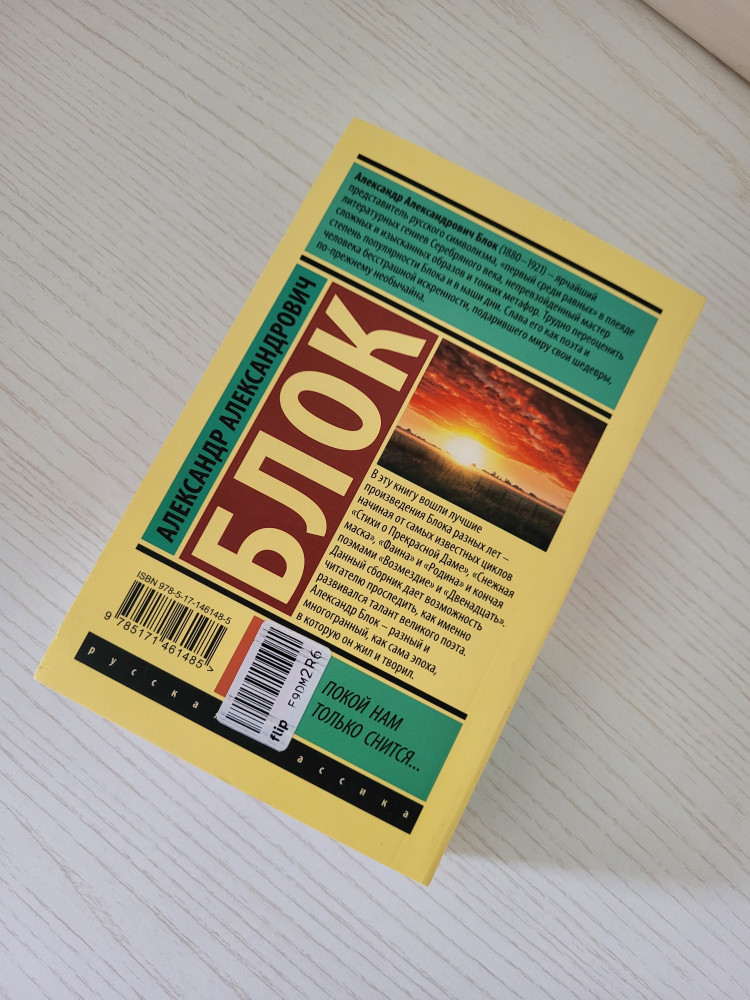 Александр Александрович Блок (1880–1921) – ярчайший
представитель русского символизма, «первый среди равных» в плеяде
литературных гениев Серебряного века, непревзойденный мастер
сложных и изысканных образов и тонких метафор. Трудно переоценить
степень популярности Блока и в наши дни. Слава его как поэта и
человека бесстрашной искренности, подарившего миру свои шедевры,
по-прежнему необычайна.
АЛЕКСАНДР АЛЕКСАНДРОВИЧ
БЛОК
В эту книгу вошли лучшие
произведения Блока разных лет –
начиная от самых известных циклов
«Стихи о Прекрасной Даме», «Снежная
маска», «Фаина» и «Родина» и кончая
поэмами «Возмездие» и «Двенадцать».
Данный сборник дает возможность
читателю проследить, как именно
развивался талант великого поэта.
Александр Блок – разный и
многогранный, как сама эпоха,
в которую он жил и творил.
ISBN 978-5-17-146148-5
9 785171 461485 >
flip F9DM2R6
ПОКОЙ НАМ
ТОЛЬКО СНИТСЯ...